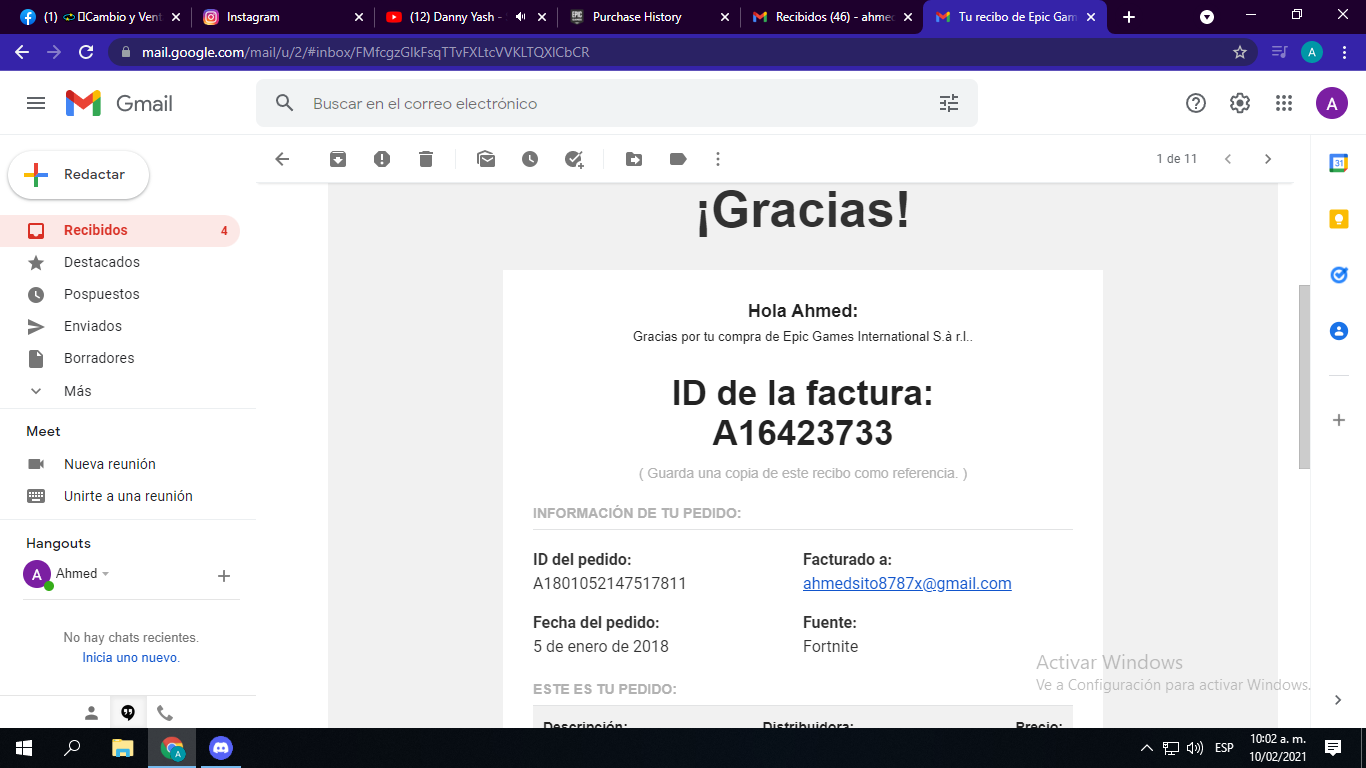 (1) Cambio y Vent
Instagram
(12) Danny Yash -
Purchase History
Recibidos (46) - ahmed
Tu recibo de Epic Gam
mail.google.com/mail/u/2/#inbox/FMfcgzGlkFsqTTvFXLtcVVKLTQXlCbCR
A
Gmail
Buscar en el correo electrónico
A
Redactar
1 de 11
31
Recibidos 4
Destacados
Pospuestos
Enviados
Borradores
Más
Meet
Nueva reunión
Unirte a una reunión
Hangouts
A Ahmed
No hay chats recientes.
Inicia uno nuevo.
¡Gracias!
Hola Ahmed:
Gracias por tu compra de Epic Games International S.à r.l..
ID de la factura:
A16423733
( Guarda una copia de este recibo como referencia. )
INFORMACIÓN DE TU PEDIDO:
ID del pedido: Facturado a:
A1801052147517811 ahmedsito8787x@gmail.com
Fecha del pedido: Fuente:
5 de enero de 2018 Fortnite
Activar Windows
Ve a Configuración para activar Windows.
ESTE ES TU PEDIDO:
Descripción: Distribuidora: Precio:
ESP
10:02 a. m.
10/02/2021